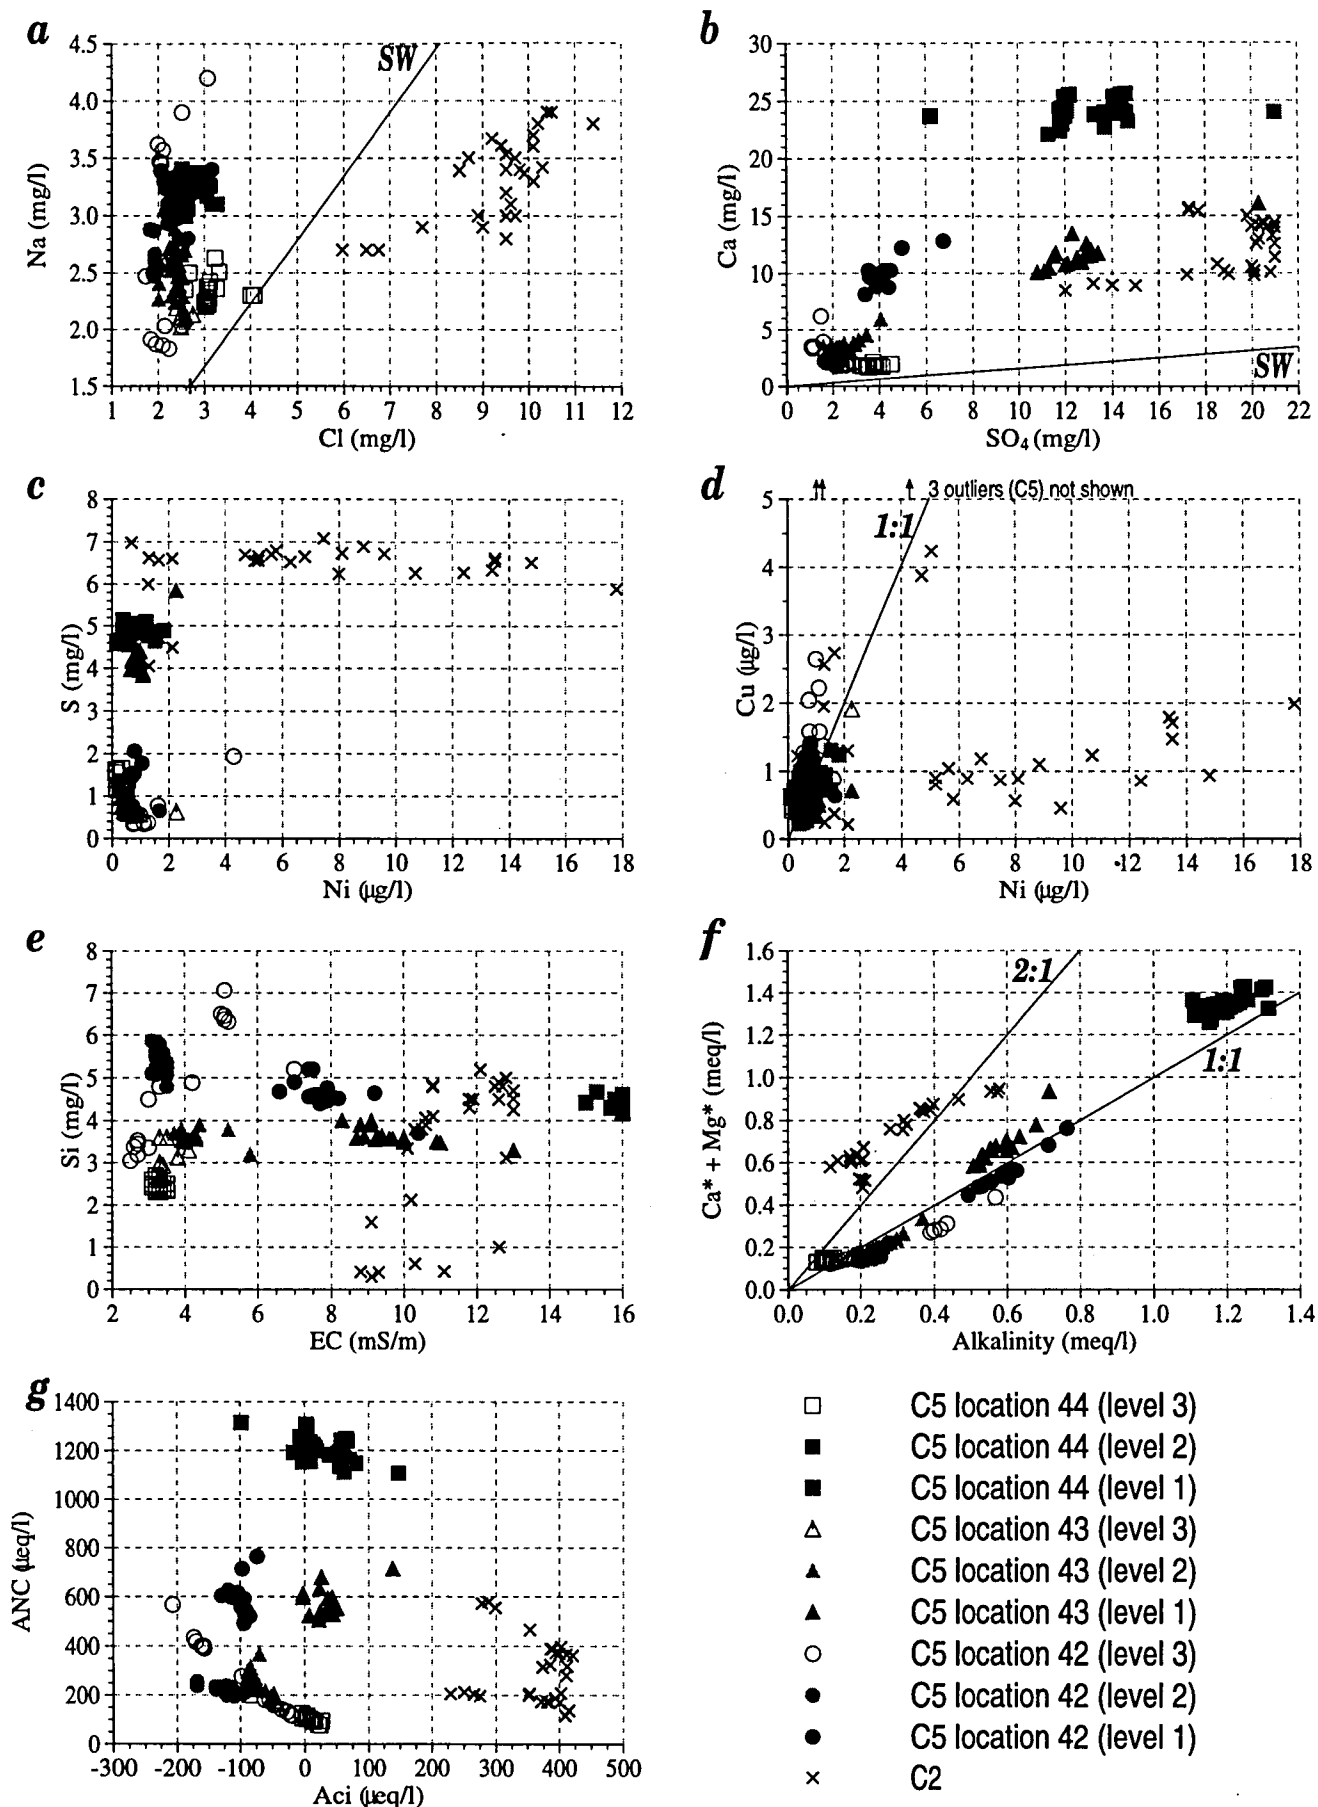 a
4.5
4.0
3.5
3.0
2.5
2.0
1.5
Na (mg/l)
SW
1 2 3 4 5 6 7 8 9 10 11 12
Cl (mg/l)
b
30
25
20
15
10
5
0
Ca (mg/l)
SW
0 2 4 6 8 10 12 14 16 18 20 22
SO4 (mg/l)
c
8
7
6
5
4
3
2
1
0
S (mg/l)
0 2 4 6 8 10 12 14 16 18
Ni (µg/l)
d
3 outliers (C5) not shown
1:1
5
4
3
2
1
0
Cu (µg/l)
0 2 4 6 8 10 12 14 16 18
Ni (µg/l)
e
8
7
6
5
4
3
2
1
0
Si (mg/l)
2 4 6 8 10 12 14 16
EC (mS/m)
f
1.6
1.4
1.2
1.0
0.8
0.6
0.4
0.2
0.0
Ca* + Mg* (meq/l)
2:1
1:1
0.0 0.2 0.4 0.6 0.8 1.0 1.2 1.4
Alkalinity (meq/l)
g
1400
1200
1000
800
600
400
200
0
ANC (µeq/l)
-300 -200 -100 0 100 200 300 400 500
Aci (µeq/l)
C5 location 44 (level 3)
C5 location 44 (level 2)
C5 location 44 (level 1)
C5 location 43 (level 3)
C5 location 43 (level 2)
C5 location 43 (level 1)
C5 location 42 (level 3)
C5 location 42 (level 2)
C5 location 42 (level 1)
C2